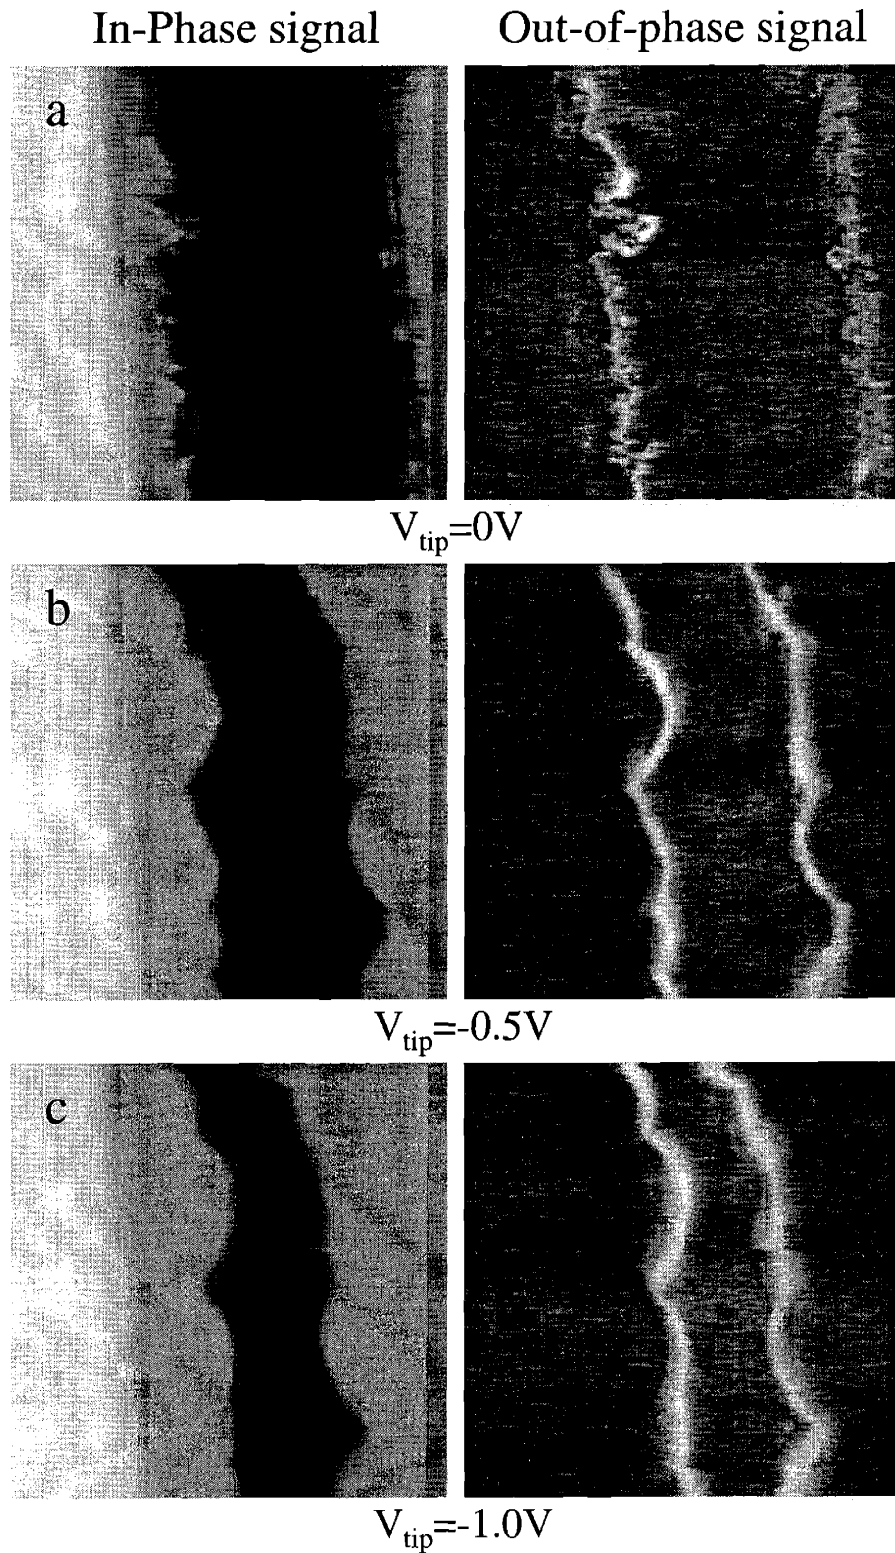 In-Phase signal Out-of-phase signal
a
V_tip=0V
b
V_tip=-0.5V
c
V_tip=-1.0V